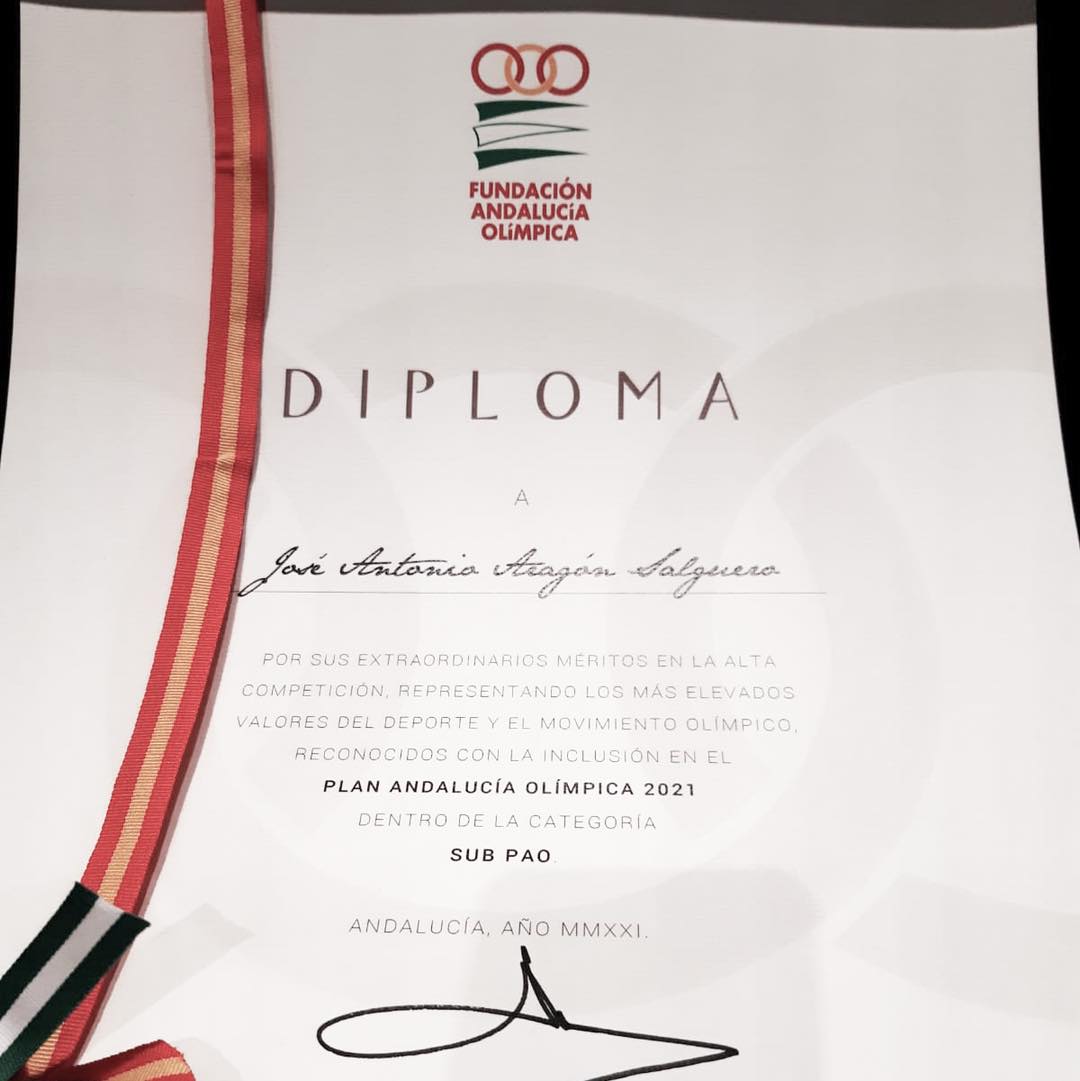 FUNDACIÓN
ANDALUCíA
OLíMPICA
DIPLOMA
A
José Antonio Aragón Salguero
POR SUS EXTRAORDINARIOS MÉRITOS EN LA ALTA
COMPETICIÓN, REPRESENTANDO LOS MÁS ELEVADOS
VALORES DEL DEPORTE Y EL MOVIMIENTO OLÍMPICO,
RECONOCIDOS CON LA INCLUSIÓN EN EL
PLAN ANDALUCÍA OLÍMPICA 2021
DENTRO DE LA CATEGORÍA
SUB PAO.
ANDALUCÍA, AÑO MMXXI.